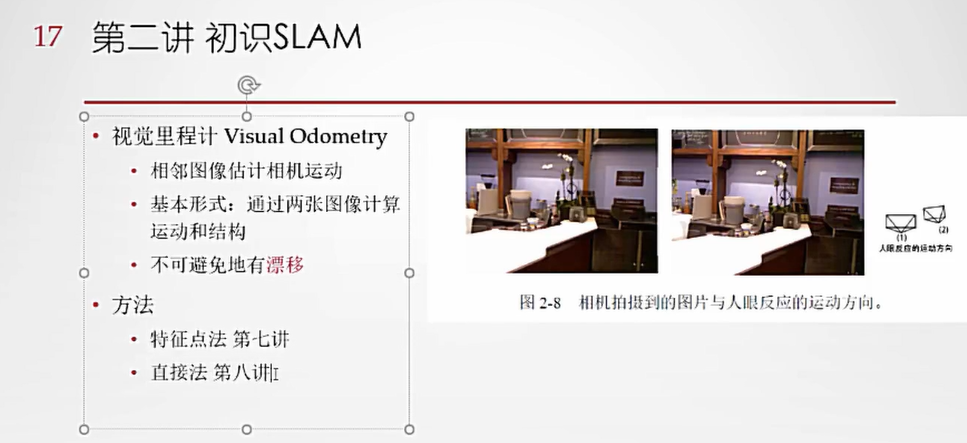 17 第二讲 初识SLAM
• 视觉里程计 Visual Odometry
• 相邻图像估计相机运动
• 基本形式：通过两张图像计算
运动和结构
• 不可避免地有漂移
• 方法
• 特征点法 第七讲
• 直接法 第八讲
(1)
(2)
人眼反应的运动方向
图 2-8 相机拍摄到的图片与人眼反应的运动方向。